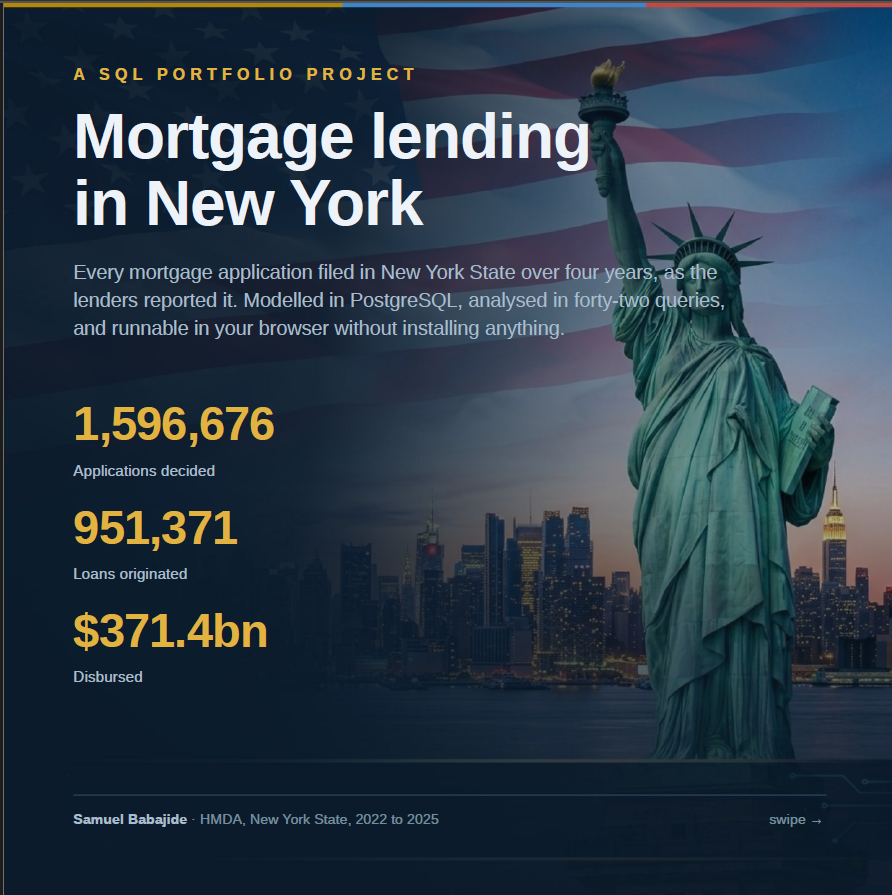 A SQL PORTFOLIO PROJECT
Mortgage lending
in New York
Every mortgage application filed in New York State over four years, as the
lenders reported it. Modelled in PostgreSQL, analysed in forty-two queries,
and runnable in your browser without installing anything.
1,596,676
Applications decided
951,371
Loans originated
$371.4bn
Disbursed
Samuel Babajide · HMDA, New York State, 2022 to 2025
swipe →